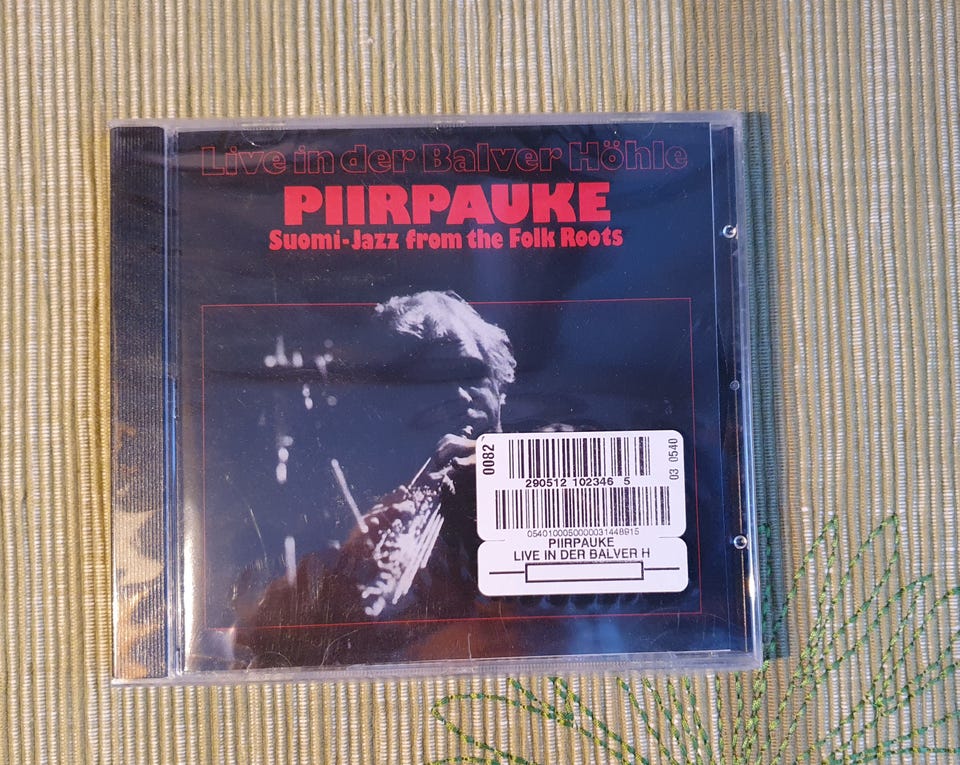 Live in der Balver Höhle
PIIRPAUKE
Suomi-Jazz from the Folk Roots
0082
03 0540
290512 102346 5
0540100050000031448915
PIIRPAUKE
LIVE IN DER BALVER H